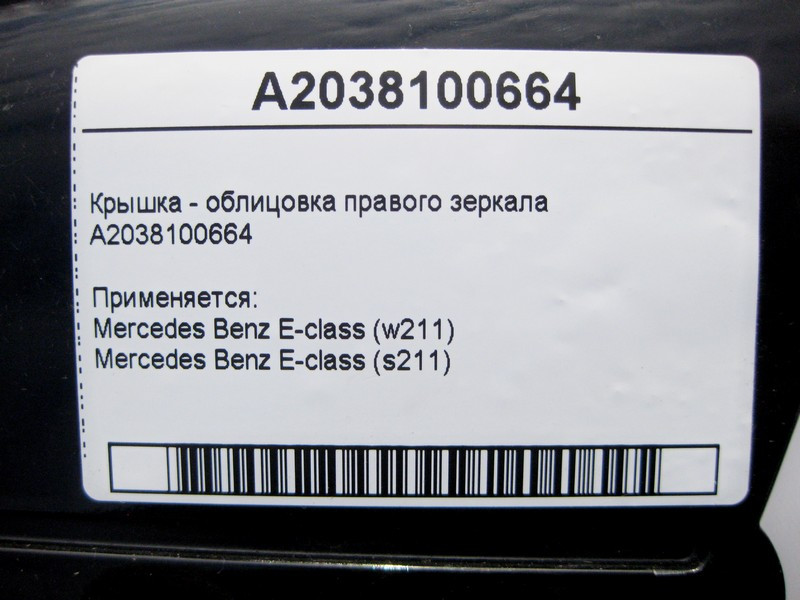 A2038100664
Крышка - облицовка правого зеркала
A2038100664
Применяется:
Mercedes Benz E-class (w211)
Mercedes Benz E-class (s211)